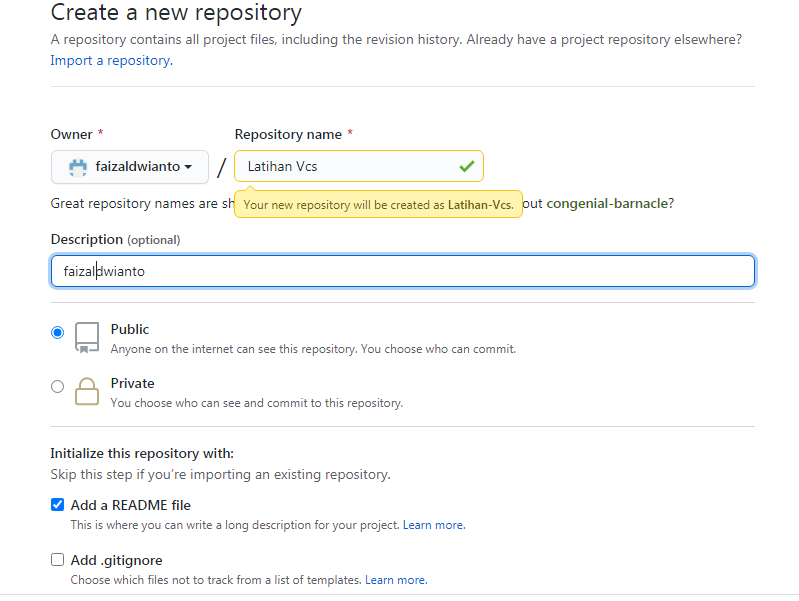 Create a new repository
A repository contains all project files, including the revision history. Already have a project repository elsewhere?
Import a repository.
Owner *
Repository name *
faizaldwianto
/
Latihan Vcs
Great repository names are sh
Your new repository will be created as Latihan-Vcs.
out congenial-barnacle?
Description (optional)
faizaldwianto
Public
Anyone on the internet can see this repository. You choose who can commit.
Private
You choose who can see and commit to this repository.
Initialize this repository with:
Skip this step if you’re importing an existing repository.
Add a README file
This is where you can write a long description for your project. Learn more.
Add .gitignore
Choose which files not to track from a list of templates. Learn more.